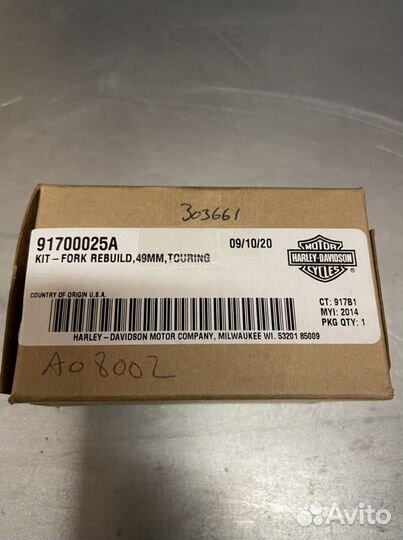 303661
91700025A 09/10/20
KIT – FORK REBUILD,49MM,TOURING
MOTOR
HARLEY-DAVIDSON
CYCLES
COUNTRY OF ORIGIN U.S.A.
CT: 917B1
MYI: 2014
PKG QTY: 1
HARLEY – DAVIDSON MOTOR COMPANY, MILWAUKEE WI. 53201 85009
A08002
Avito